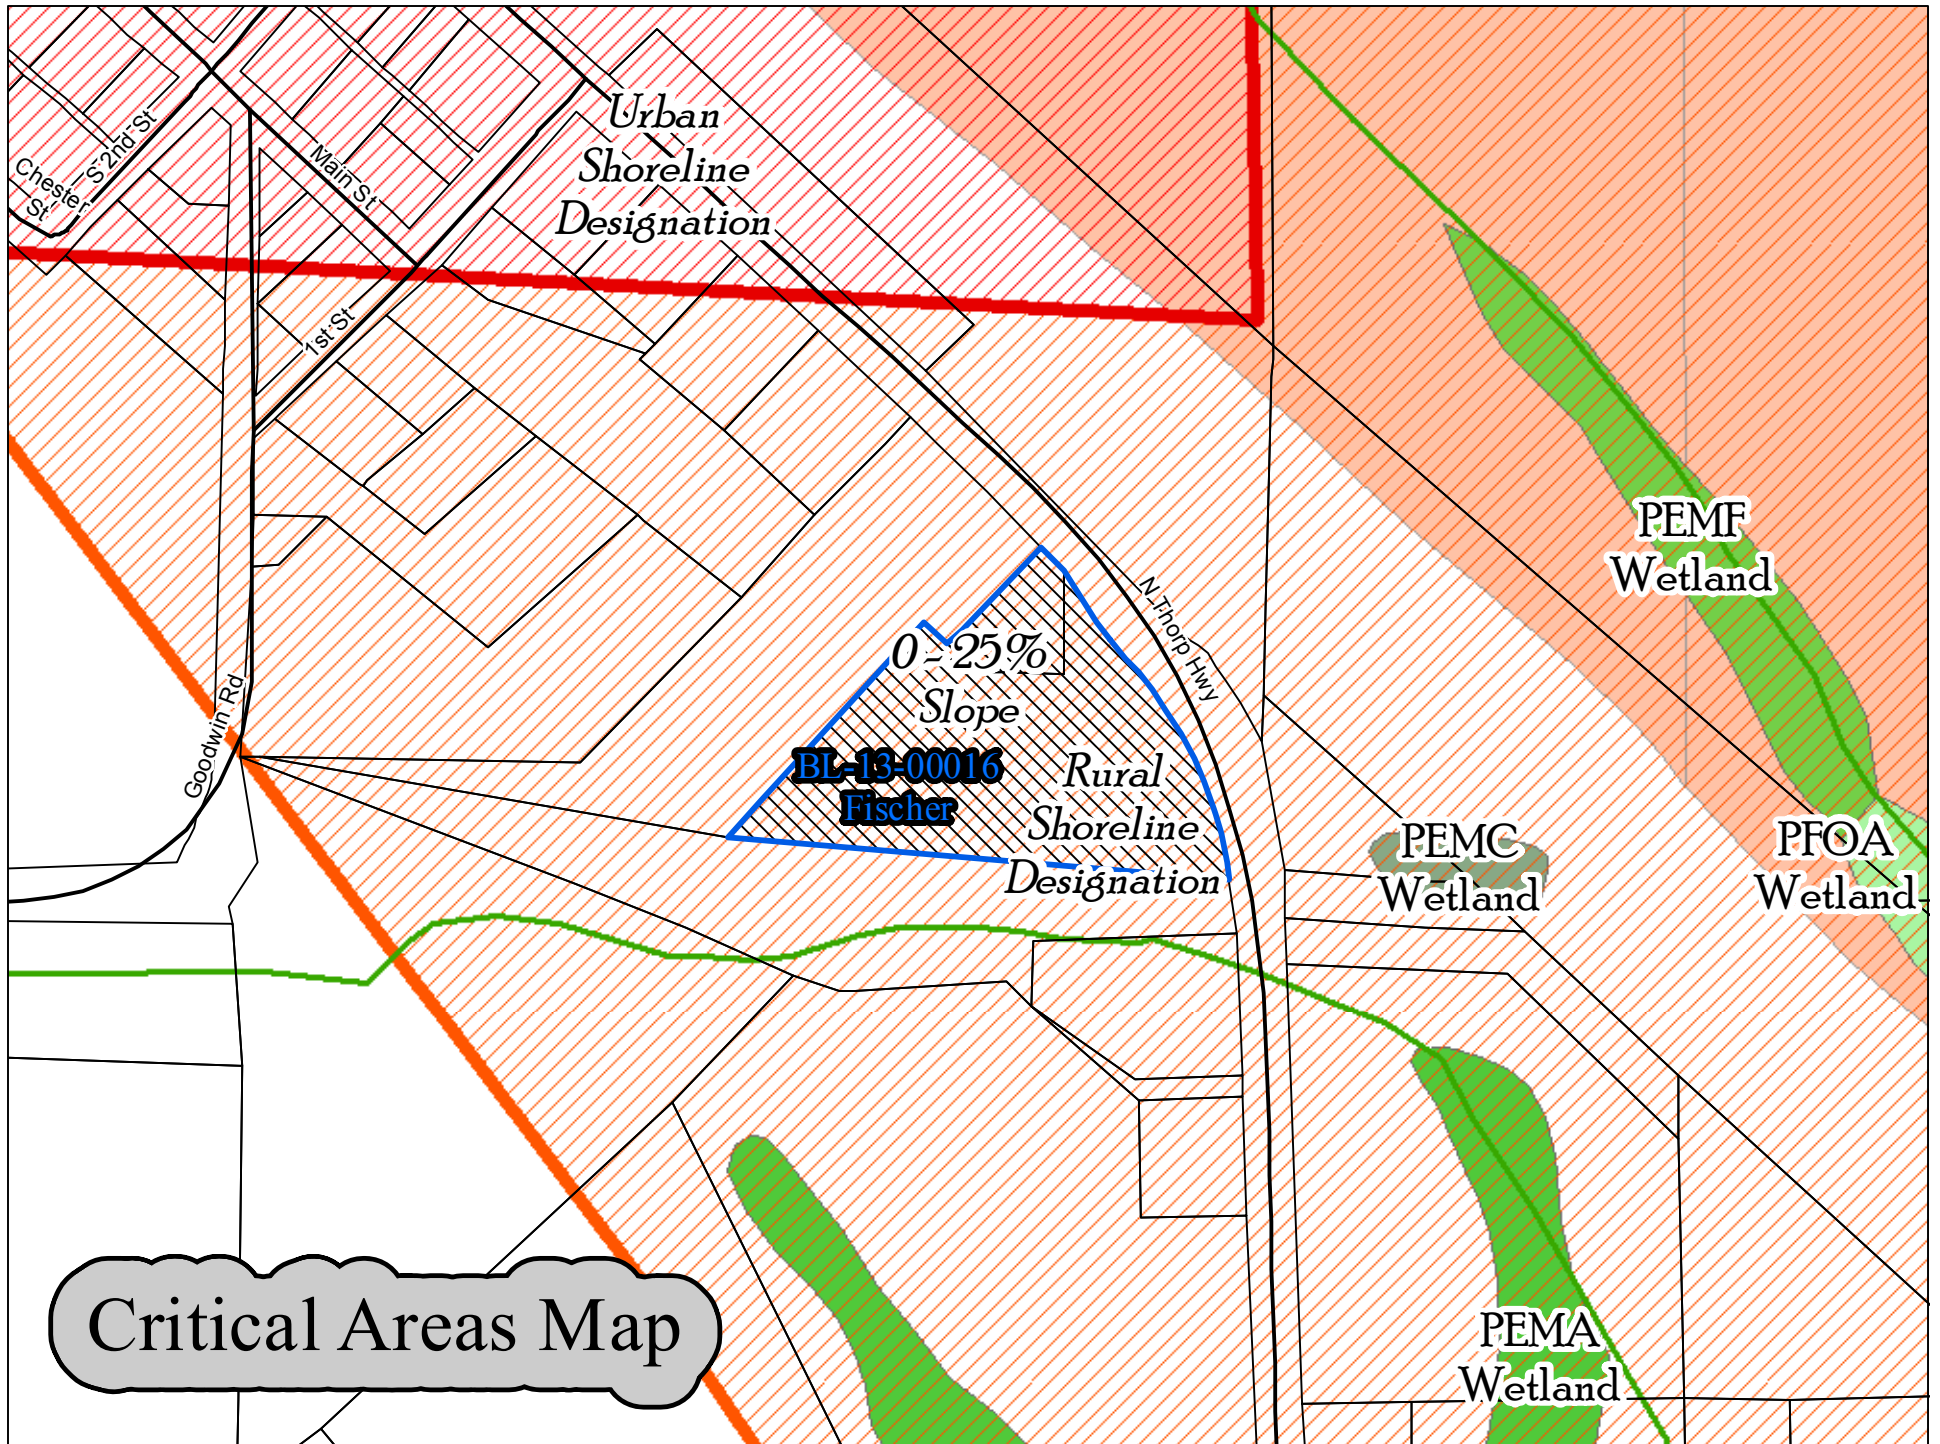 Urban
Shoreline
Designation
S 2nd St
Chester
St
Main St
1st St
PEMF
Wetland
N Thorp Hwy
0 - 25%
Slope
Goodwin Rd
BL-13-00016
Fischer
Rural
Shoreline
Designation
PEMC
Wetland
PFOA
Wetland
Critical Areas Map
PEMA
Wetland